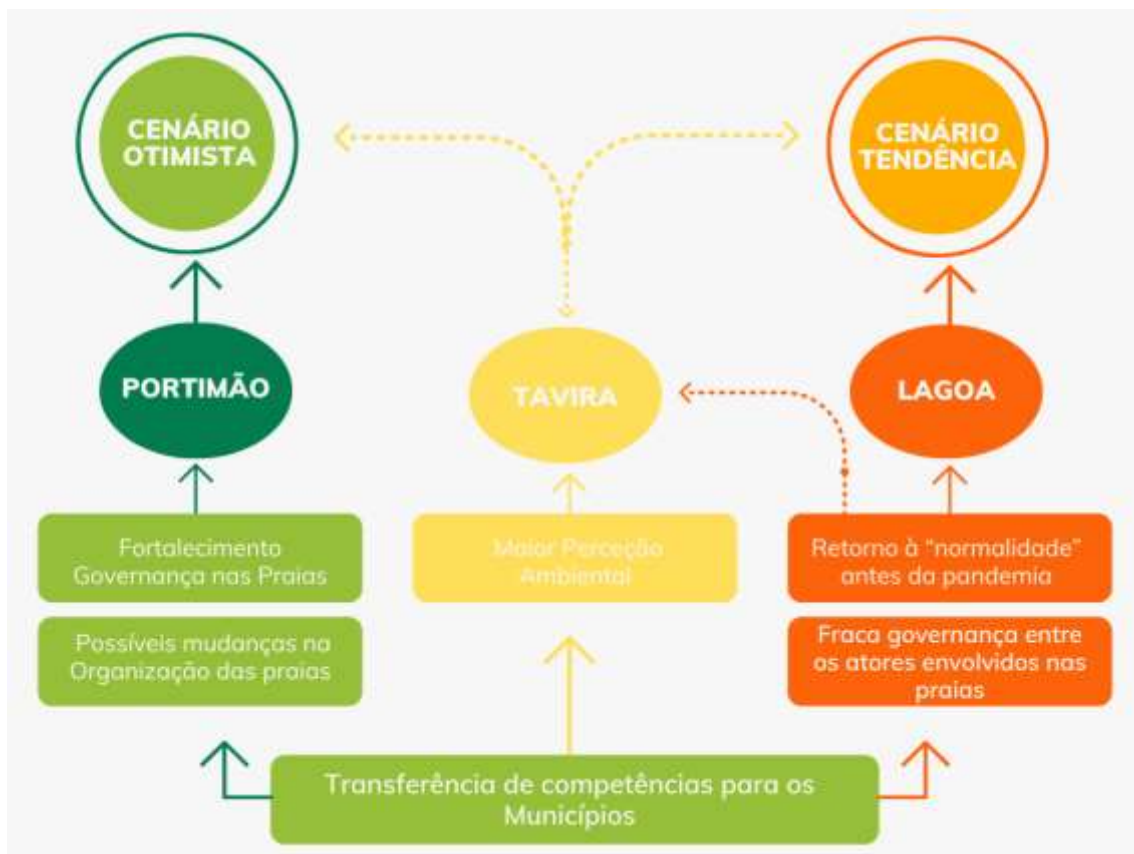 CENÁRIO
OTIMISTA
CENÁRIO
TENDÊNCIA
PORTIMÃO
TAVIRA
LAGOA
Fortalecimento
Governança nas Praias
Maior Perceção
Ambiental
Retorno à “normalidade”
antes da pandemia
Possíveis mudanças na
Organização das praias
Fraca governança entre
os atores envolvidos nas
praias
Transferência de competências para os
Municípios